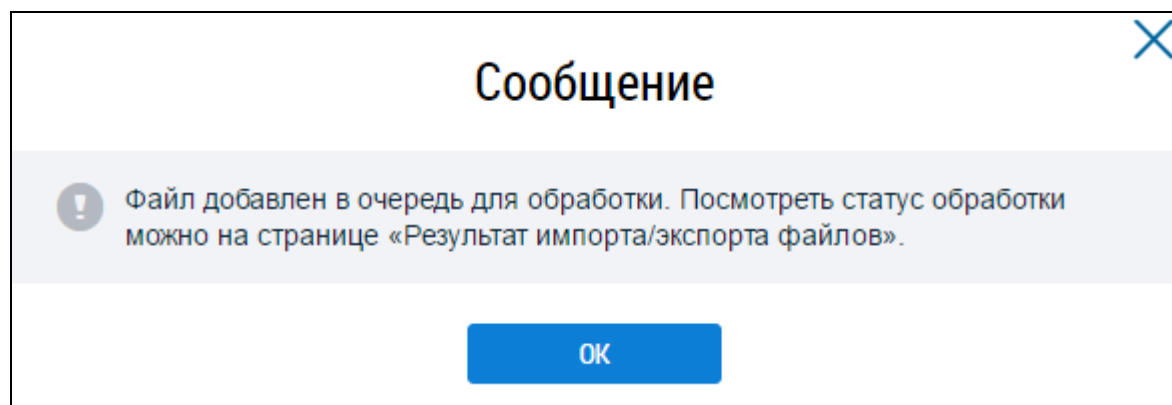 Сообщение
Файл добавлен в очередь для обработки. Посмотреть статус обработки
можно на странице «Результат импорта/экспорта файлов».
ОК